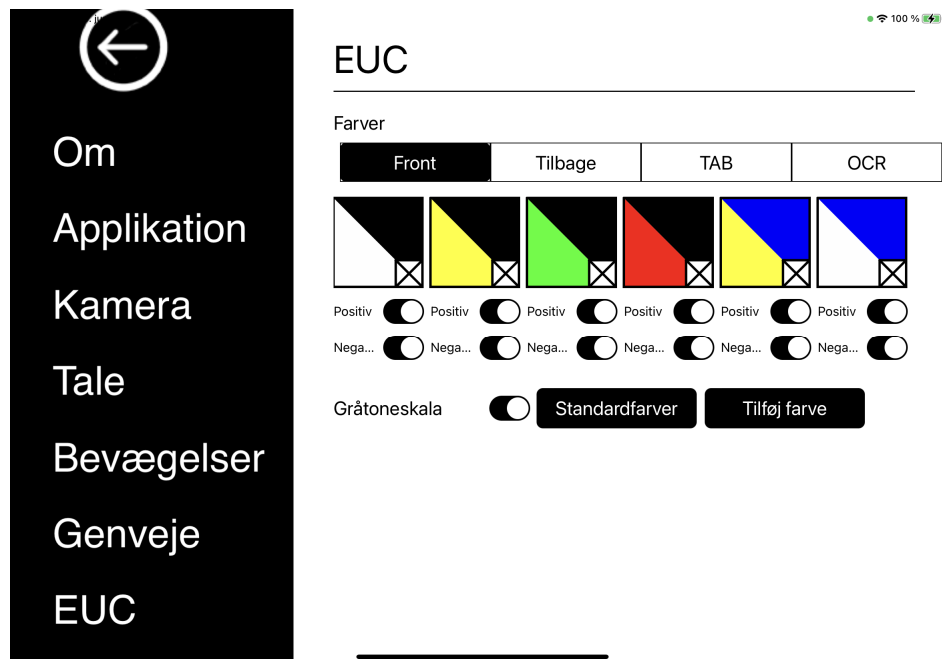 100 %
Om
Applikation
Kamera
Tale
Bevægelser
Genveje
EUC
EUC
Farver
Front Tilbage TAB OCR
Positiv Positiv Positiv Positiv Positiv Positiv
Nega... Nega... Nega... Nega... Nega... Nega...
Gråtoneskala Standardfarver Tilføj farve